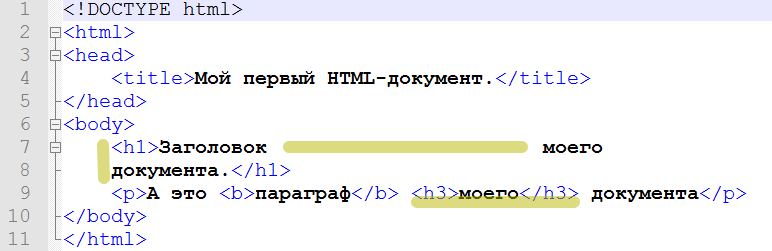 1 <!DOCTYPE html>
2 <html>
3 <head>
4 <title>Мой первый HTML-документ.</title>
5 </head>
6 <body>
7 <h1>Заголовок моего
8 документа.</h1>
9 <p>А это <b>параграф</b> <h3>моего</h3> документа</p>
10 </body>
11 </html>